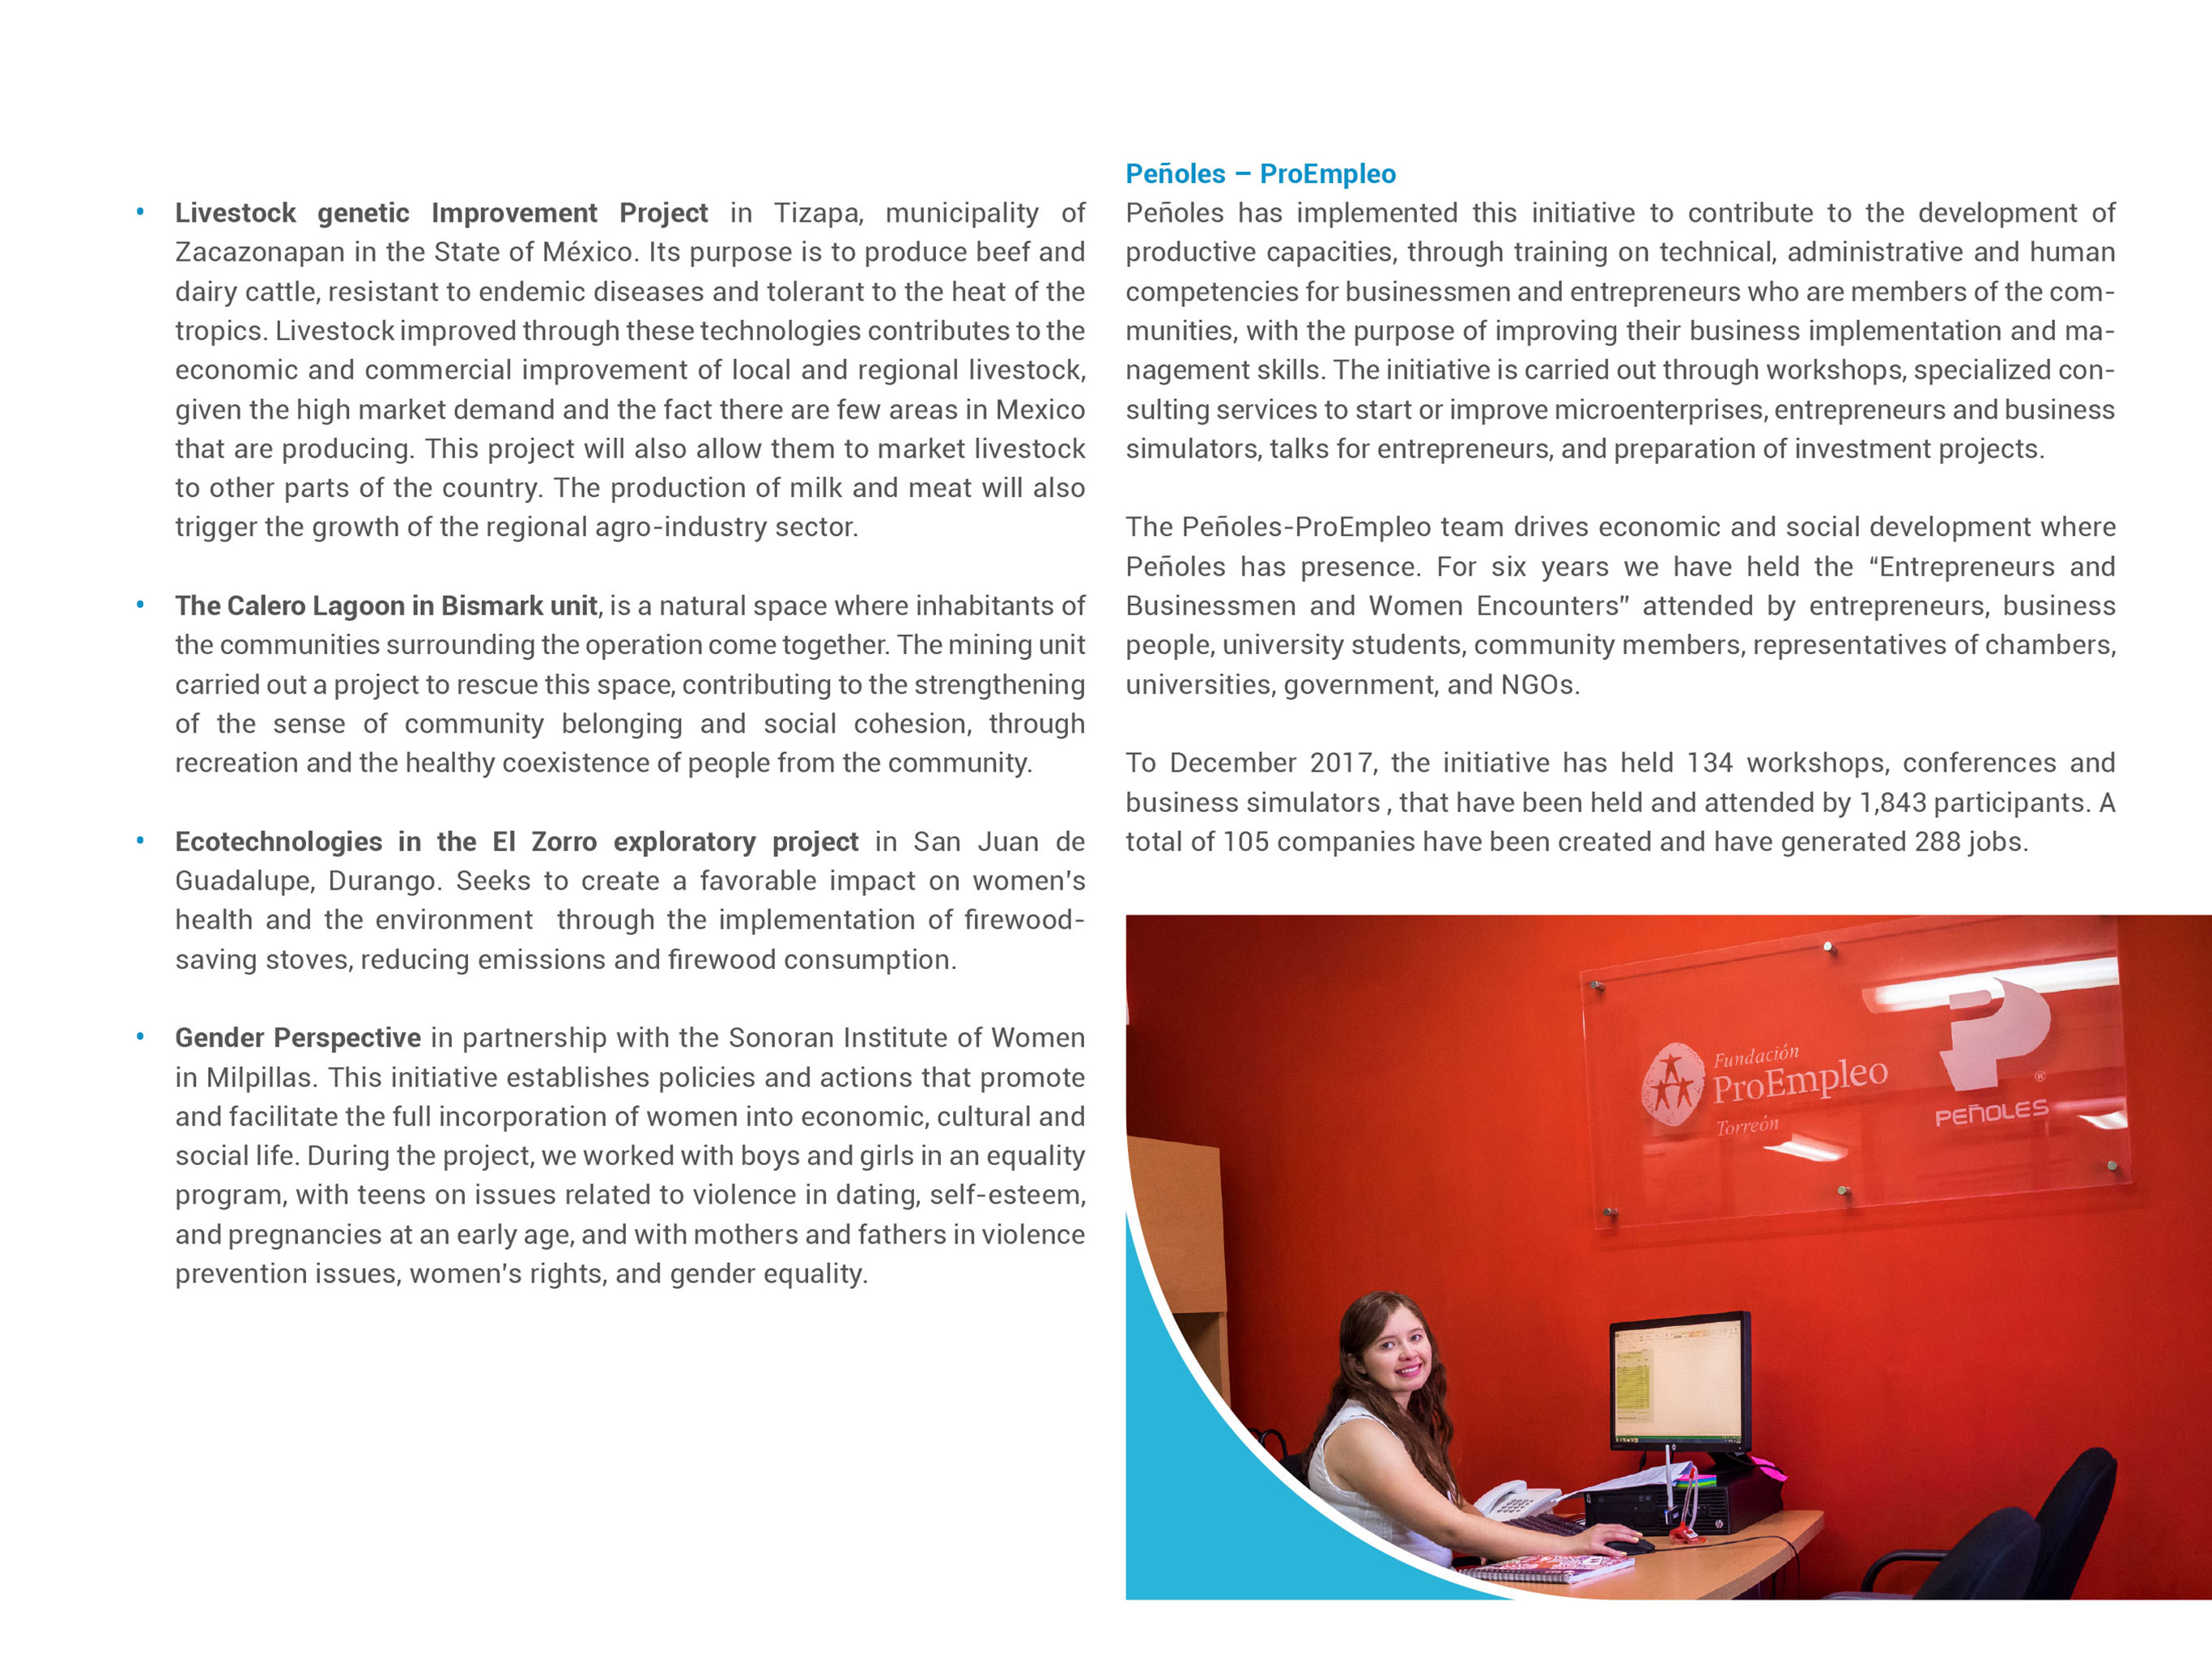 • Livestock genetic Improvement Project in Tizapa, municipality of
Zacazonapan in the State of México. Its purpose is to produce beef and
dairy cattle, resistant to endemic diseases and tolerant to the heat of the
tropics. Livestock improved through these technologies contributes to the
economic and commercial improvement of local and regional livestock,
given the high market demand and the fact there are few areas in Mexico
that are producing. This project will also allow them to market livestock
to other parts of the country. The production of milk and meat will also
trigger the growth of the regional agro-industry sector.
• The Calero Lagoon in Bismark unit, is a natural space where inhabitants of
the communities surrounding the operation come together. The mining unit
carried out a project to rescue this space, contributing to the strengthening
of the sense of community belonging and social cohesion, through
recreation and the healthy coexistence of people from the community.
• Ecotechnologies in the El Zorro exploratory project in San Juan de
Guadalupe, Durango. Seeks to create a favorable impact on women's
health and the environment through the implementation of firewood-
saving stoves, reducing emissions and firewood consumption.
• Gender Perspective in partnership with the Sonoran Institute of Women
in Milpillas. This initiative establishes policies and actions that promote
and facilitate the full incorporation of women into economic, cultural and
social life. During the project, we worked with boys and girls in an equality
program, with teens on issues related to violence in dating, self-esteem,
and pregnancies at an early age, and with mothers and fathers in violence
prevention issues, women's rights, and gender equality.
Peñoles – ProEmpleo
Peñoles has implemented this initiative to contribute to the development of
productive capacities, through training on technical, administrative and human
competencies for businessmen and entrepreneurs who are members of the com-
munities, with the purpose of improving their business implementation and ma-
nagement skills. The initiative is carried out through workshops, specialized con-
sulting services to start or improve microenterprises, entrepreneurs and business
simulators, talks for entrepreneurs, and preparation of investment projects.
The Peñoles-ProEmpleo team drives economic and social development where
Peñoles has presence. For six years we have held the “Entrepreneurs and
Businessmen and Women Encounters” attended by entrepreneurs, business
people, university students, community members, representatives of chambers,
universities, government, and NGOs.
To December 2017, the initiative has held 134 workshops, conferences and
business simulators , that have been held and attended by 1,843 participants. A
total of 105 companies have been created and have generated 288 jobs.
Fundación
ProEmpleo
Torreón
®
PEÑOLES